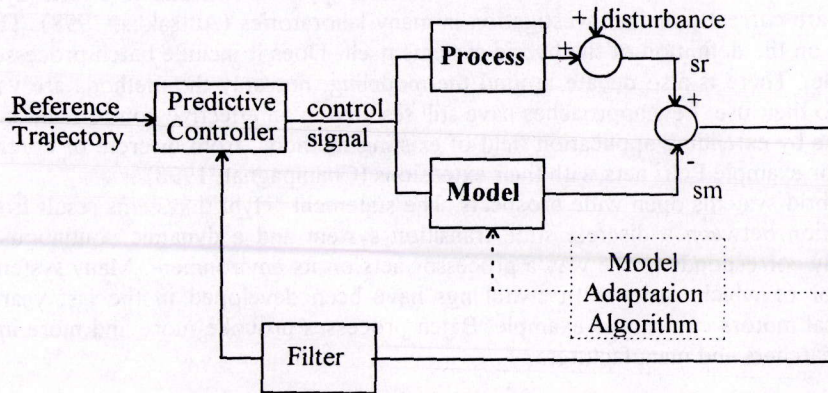 + disturbance
Process
+
sr
Reference
Trajectory
Predictive
Controller
control
signal
+
Model
-
sm
Model
Adaptation
Algorithm
Filter